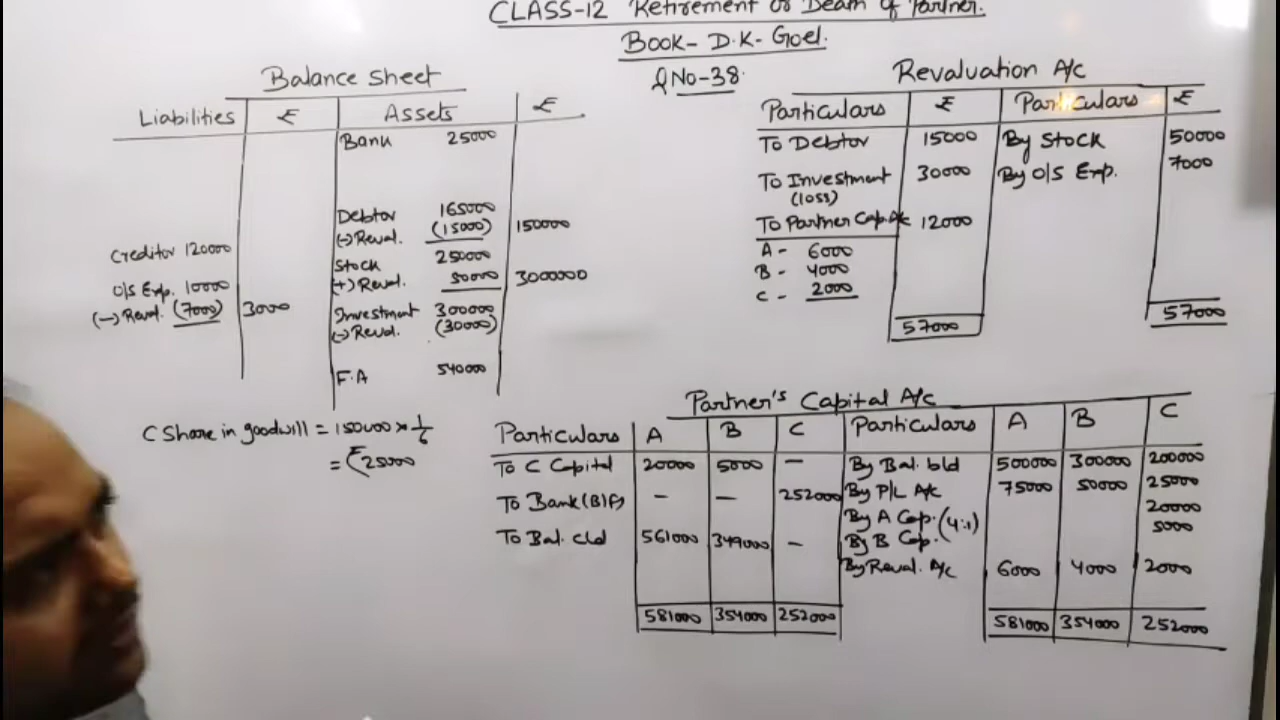 CLASS-12 Retirement or Death of Partner.
Book- D.K- Goel.
QNo-38.
Balance Sheet
Liabilities ₹ Assets ₹
Bank 25000
Debtor 165000
(-) Reval. (15000) 150000
Creditor 120000
Stock 250000
(+) Reval. 50000 3000000
O/S Exp. 10000
(-) Reval. (7000) 3000
Investment 300000
(-) Reval. (30000)
F.A 540000
Revaluation A/c
Particulars ₹ Particulars ₹
To Debtor 15000 By Stock 50000
To Investment 30000 By O/S Exp. 7000
(loss)
To Partner Cap. A/c 12000
A - 6000
B - 4000
C - 2000
57000 57000
C Share in goodwill = 150000 × 1/6
= ₹25000
Partner's Capital A/c
Particulars A B C Particulars A B C
To C Capital 20000 5000 — By Bal. b/d 500000 300000 200000
To Bank (B/F) — — 252000 By P/L A/c 75000 50000 25000
By A Cap. (4:1) 20000
To Bal. c/d 561000 349000 — By B Cap. 5000
By Reval. A/c 6000 4000 2000
581000 354000 252000 581000 354000 252000